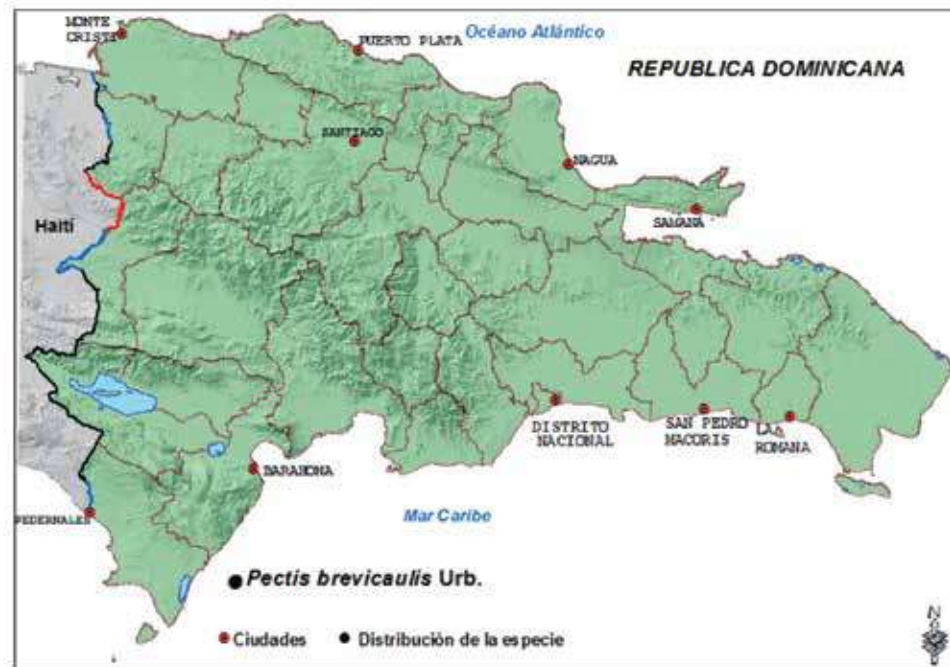 MONTE
CRISTI
PUERTO PLATA
Océano Atlántico
REPUBLICA DOMINICANA
SANTIAGO
NAGUA
SAMANA
Haití
DISTRITO
NACIONAL
SAN PEDRO
MACORIS
LA
ROMANA
BARAHONA
PEDERNALES
Mar Caribe
Pectis brevicaulis Urb.
Ciudades
Distribución de la especie
N